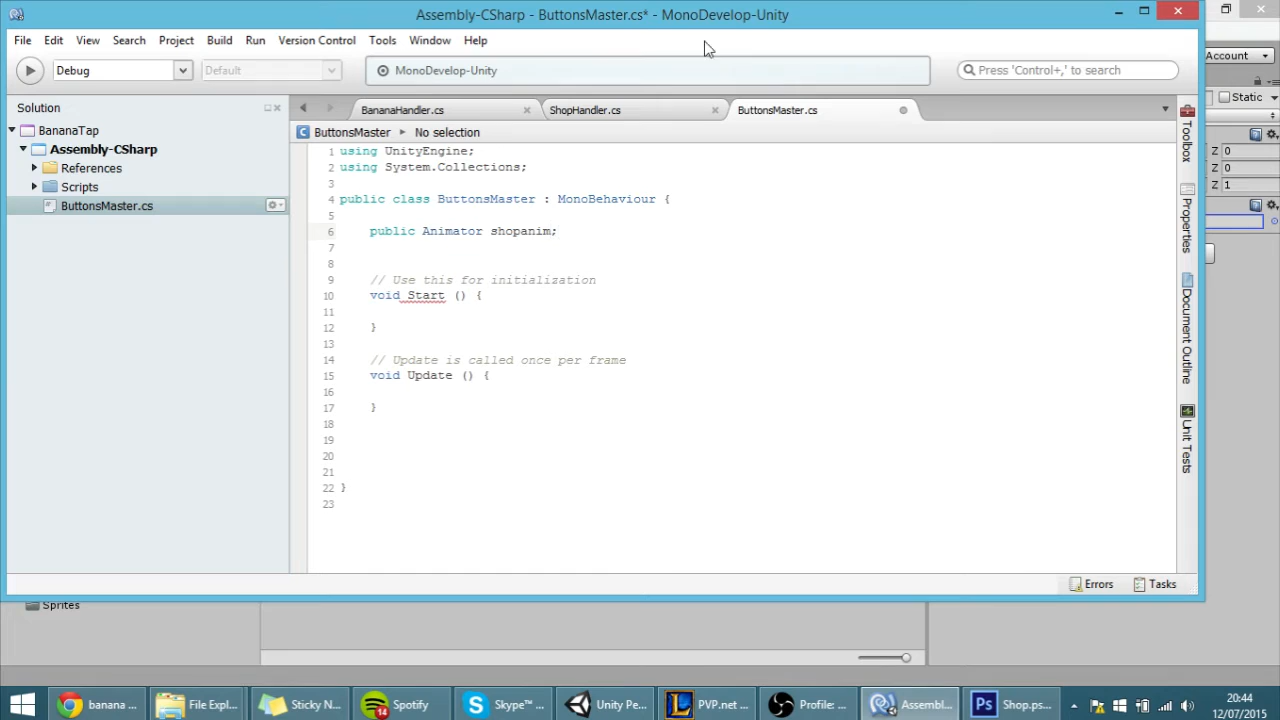 Assembly-CSharp - ButtonsMaster.cs* - MonoDevelop-Unity
File Edit View Search Project Build Run Version Control Tools Window Help
Account
Debug
Default
MonoDevelop-Unity
Press 'Control+,' to search
Static
Solution
BananaHandler.cs
ShopHandler.cs
ButtonsMaster.cs
Toolbox
BananaTap
ButtonsMaster
No selection
Assembly-CSharp
References
Scripts
ButtonsMaster.cs
Z 0
Z 0
Z 1
1 using UnityEngine;
2 using System.Collections;
3
4 public class ButtonsMaster : MonoBehaviour {
5
6 public Animator shopanim;
7
8
9 // Use this for initialization
10 void Start () {
11
12 }
13
14 // Update is called once per frame
15 void Update () {
16
17 }
18
19
20
21
22 }
23
Properties
Document Outline
Unit Tests
Errors
Tasks
Sprites
banana ...
File Expl...
Sticky N...
14
Spotify
Skype™ ...
Unity Pe...
PVP.net ...
Profile: ...
Assembl...
Ps
Shop.ps...
20:44
12/07/2015